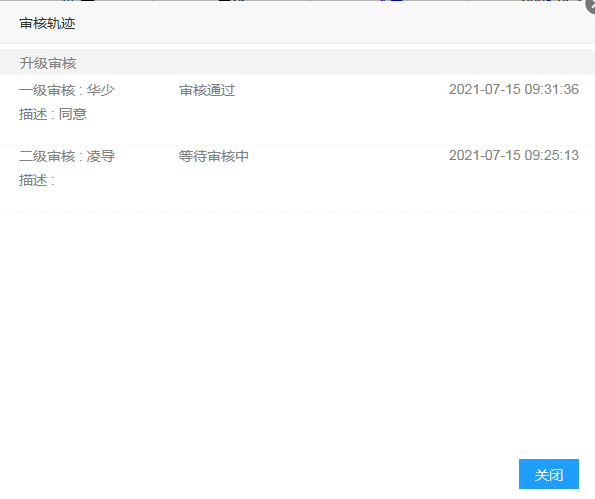 审核轨迹
升级审核
一级审核 : 华少 审核通过 2021-07-15 09:31:36
描述 : 同意
二级审核 : 凌导 等待审核中 2021-07-15 09:25:13
描述 :
关闭